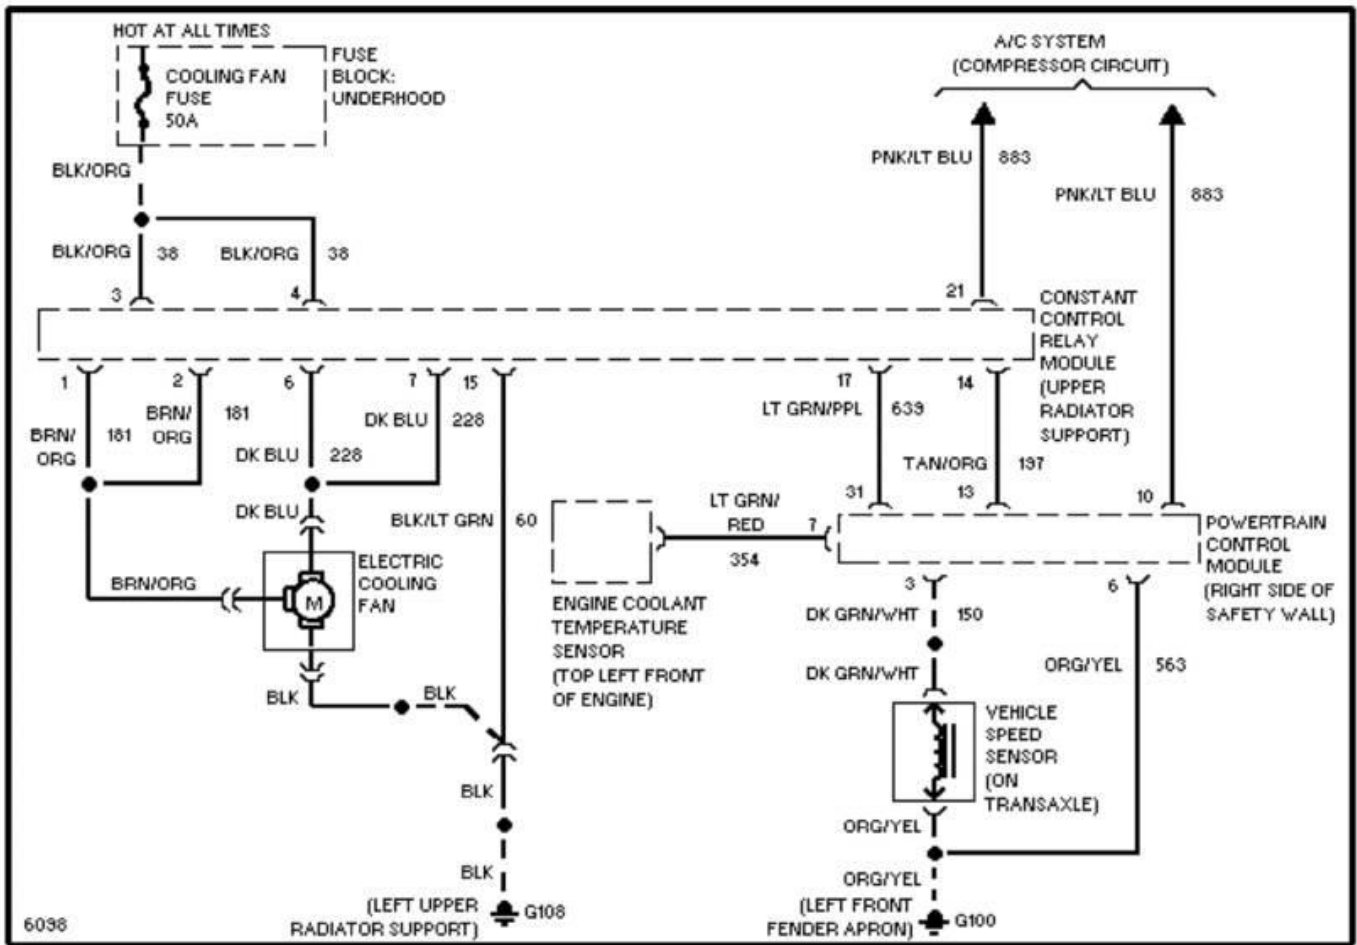 HOT AT ALL TIMES
COOLING FAN
FUSE
50A
FUSE
BLOCK:
UNDERHOOD
A/C SYSTEM
(COMPRESSOR CIRCUIT)
BLK/ORG
PNK/LT BLU 883
PNK/LT BLU 883
BLK/ORG 38
BLK/ORG 38
3
4
21
CONSTANT
CONTROL
RELAY
MODULE
(UPPER
RADIATOR
SUPPORT)
1
2
6
7
15
17
14
BRN/
ORG
181
BRN/
ORG
181
DK BLU 228
DK BLU 228
LT GRN/PPL 639
TAN/ORG 197
DK BLU
BLK/LT GRN 60
31
13
10
LT GRN/
RED
354
7
POWERTRAIN
CONTROL
MODULE
(RIGHT SIDE OF
SAFETY WALL)
BRN/ORG
ELECTRIC
COOLING
FAN
M
ENGINE COOLANT
TEMPERATURE
SENSOR
(TOP LEFT FRONT
OF ENGINE)
3
6
DK GRN/WHT 150
DK GRN/WHT
ORG/YEL 563
BLK
BLK
VEHICLE
SPEED
SENSOR
(ON
TRANSAXLE)
BLK
ORG/YEL
BLK
ORG/YEL
(LEFT UPPER
RADIATOR SUPPORT)
G108
(LEFT FRONT
FENDER APRON)
G100
6098